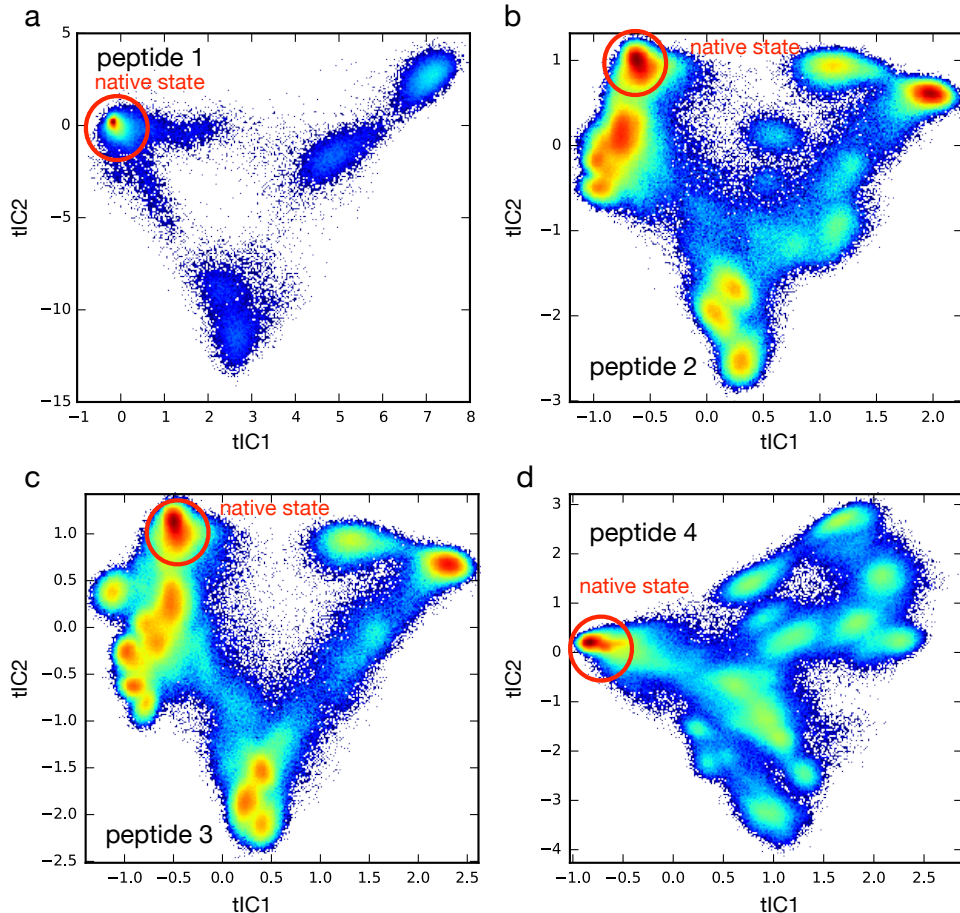 a
peptide 1
native state
5
0
−5
−10
−15
tIC2
−1 0 1 2 3 4 5 6 7 8
tIC1
b
native state
peptide 2
1
0
−1
−2
−3
tIC2
−1.0 −0.5 0.0 0.5 1.0 1.5 2.0
tIC1
c
native state
peptide 3
1.0
0.5
0.0
−0.5
−1.0
−1.5
−2.0
−2.5
tIC2
−1.0 −0.5 0.0 0.5 1.0 1.5 2.0 2.5
tIC1
d
peptide 4
native state
3
2
1
0
−1
−2
−3
−4
tIC2
−1.0 −0.5 0.0 0.5 1.0 1.5 2.0 2.5
tIC1